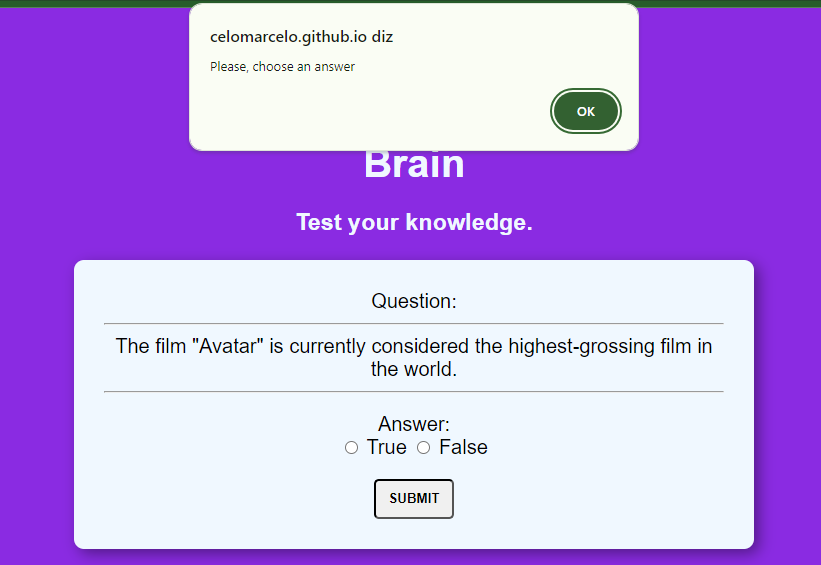 celomarcelo.github.io diz
Please, choose an answer
OK
Brain
Test your knowledge.
Question:
The film "Avatar" is currently considered the highest-grossing film in
the world.
Answer:
True False
SUBMIT